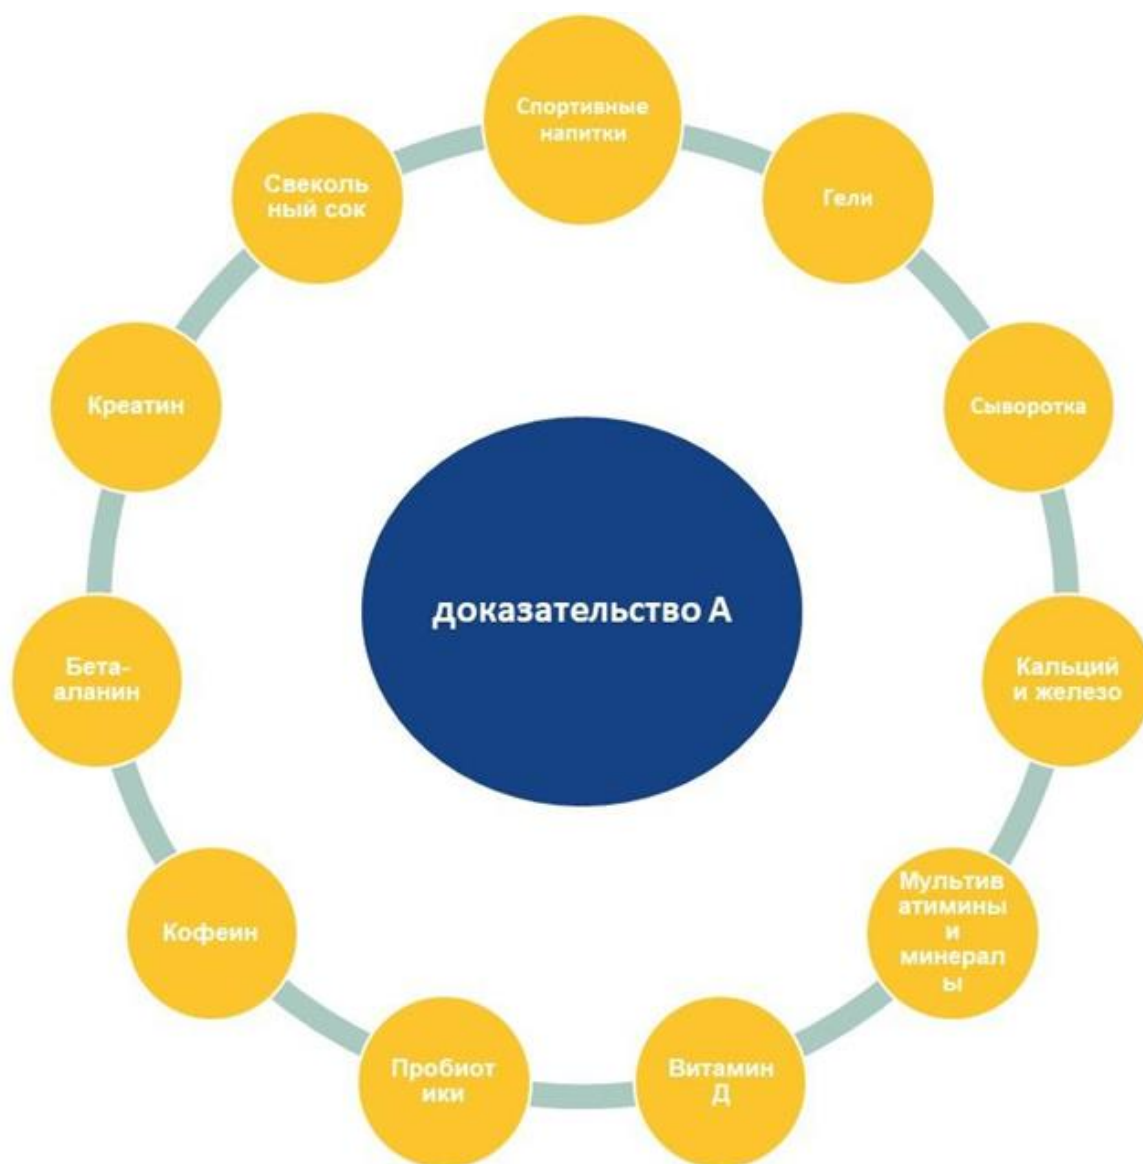 Спортивные
напитки
Гели
Сыворотка
Кальций
и железо
Мультив
атимины
и
минерал
ы
Витамин
Д
Пробиот
ики
Кофеин
Бета-
аланин
Креатин
Свеколь
ный сок
доказательство А